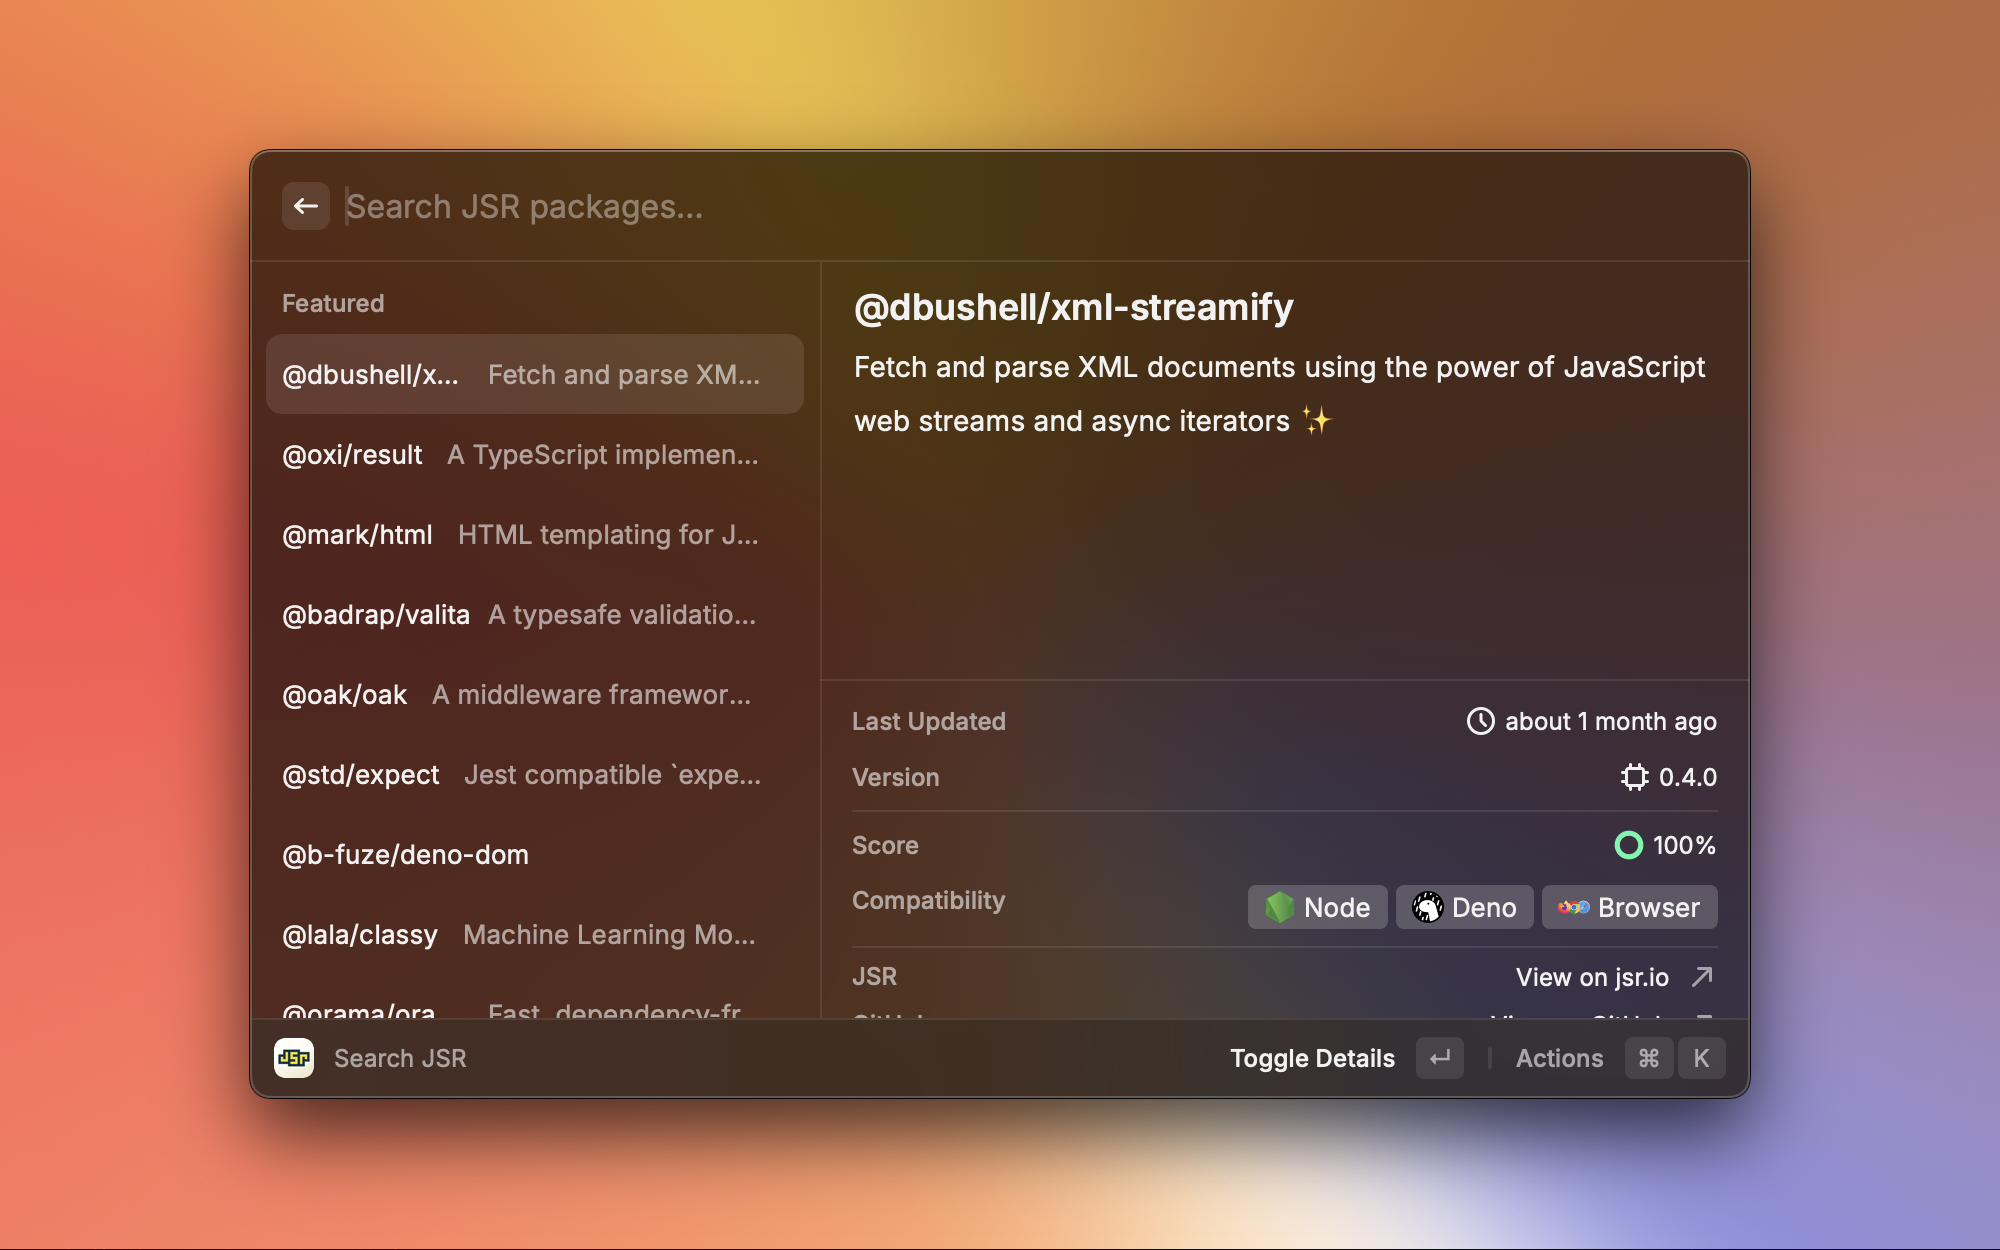 Search JSR packages...
Featured
@dbushell/x... Fetch and parse XM...
@oxi/result A TypeScript implemen...
@mark/html HTML templating for J...
@badrap/valita A typesafe validatio...
@oak/oak A middleware framewor...
@std/expect Jest compatible `expe...
@b-fuze/deno-dom
@lala/classy Machine Learning Mo...
@orama/ora... Fast, dependency-fr...
@dbushell/xml-streamify
Fetch and parse XML documents using the power of JavaScript
web streams and async iterators ✨
Last Updated about 1 month ago
Version 0.4.0
Score 100%
Compatibility Node Deno Browser
JSR View on jsr.io
GitHub View on GitHub
JSR Search JSR Toggle Details ↵ Actions ⌘ K